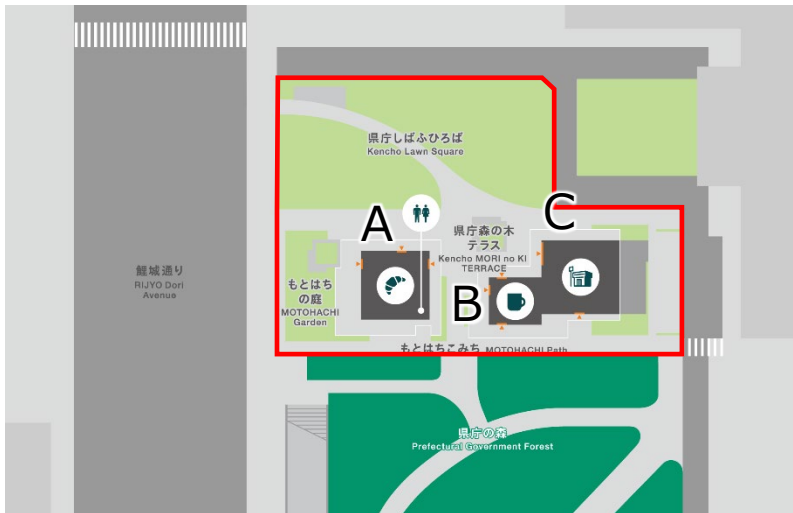 県庁しばふひろば
Kencho Lawn Square
A
C
県庁森の木
テラス
Kencho MORI no KI
TERRACE
鯉城通り
RIJYO Dori
Avenue
もとはち
の庭
MOTOHACHI
Garden
B
もとはちこみち MOTOHACHI Path
県庁の森
Prefectural Government Forest